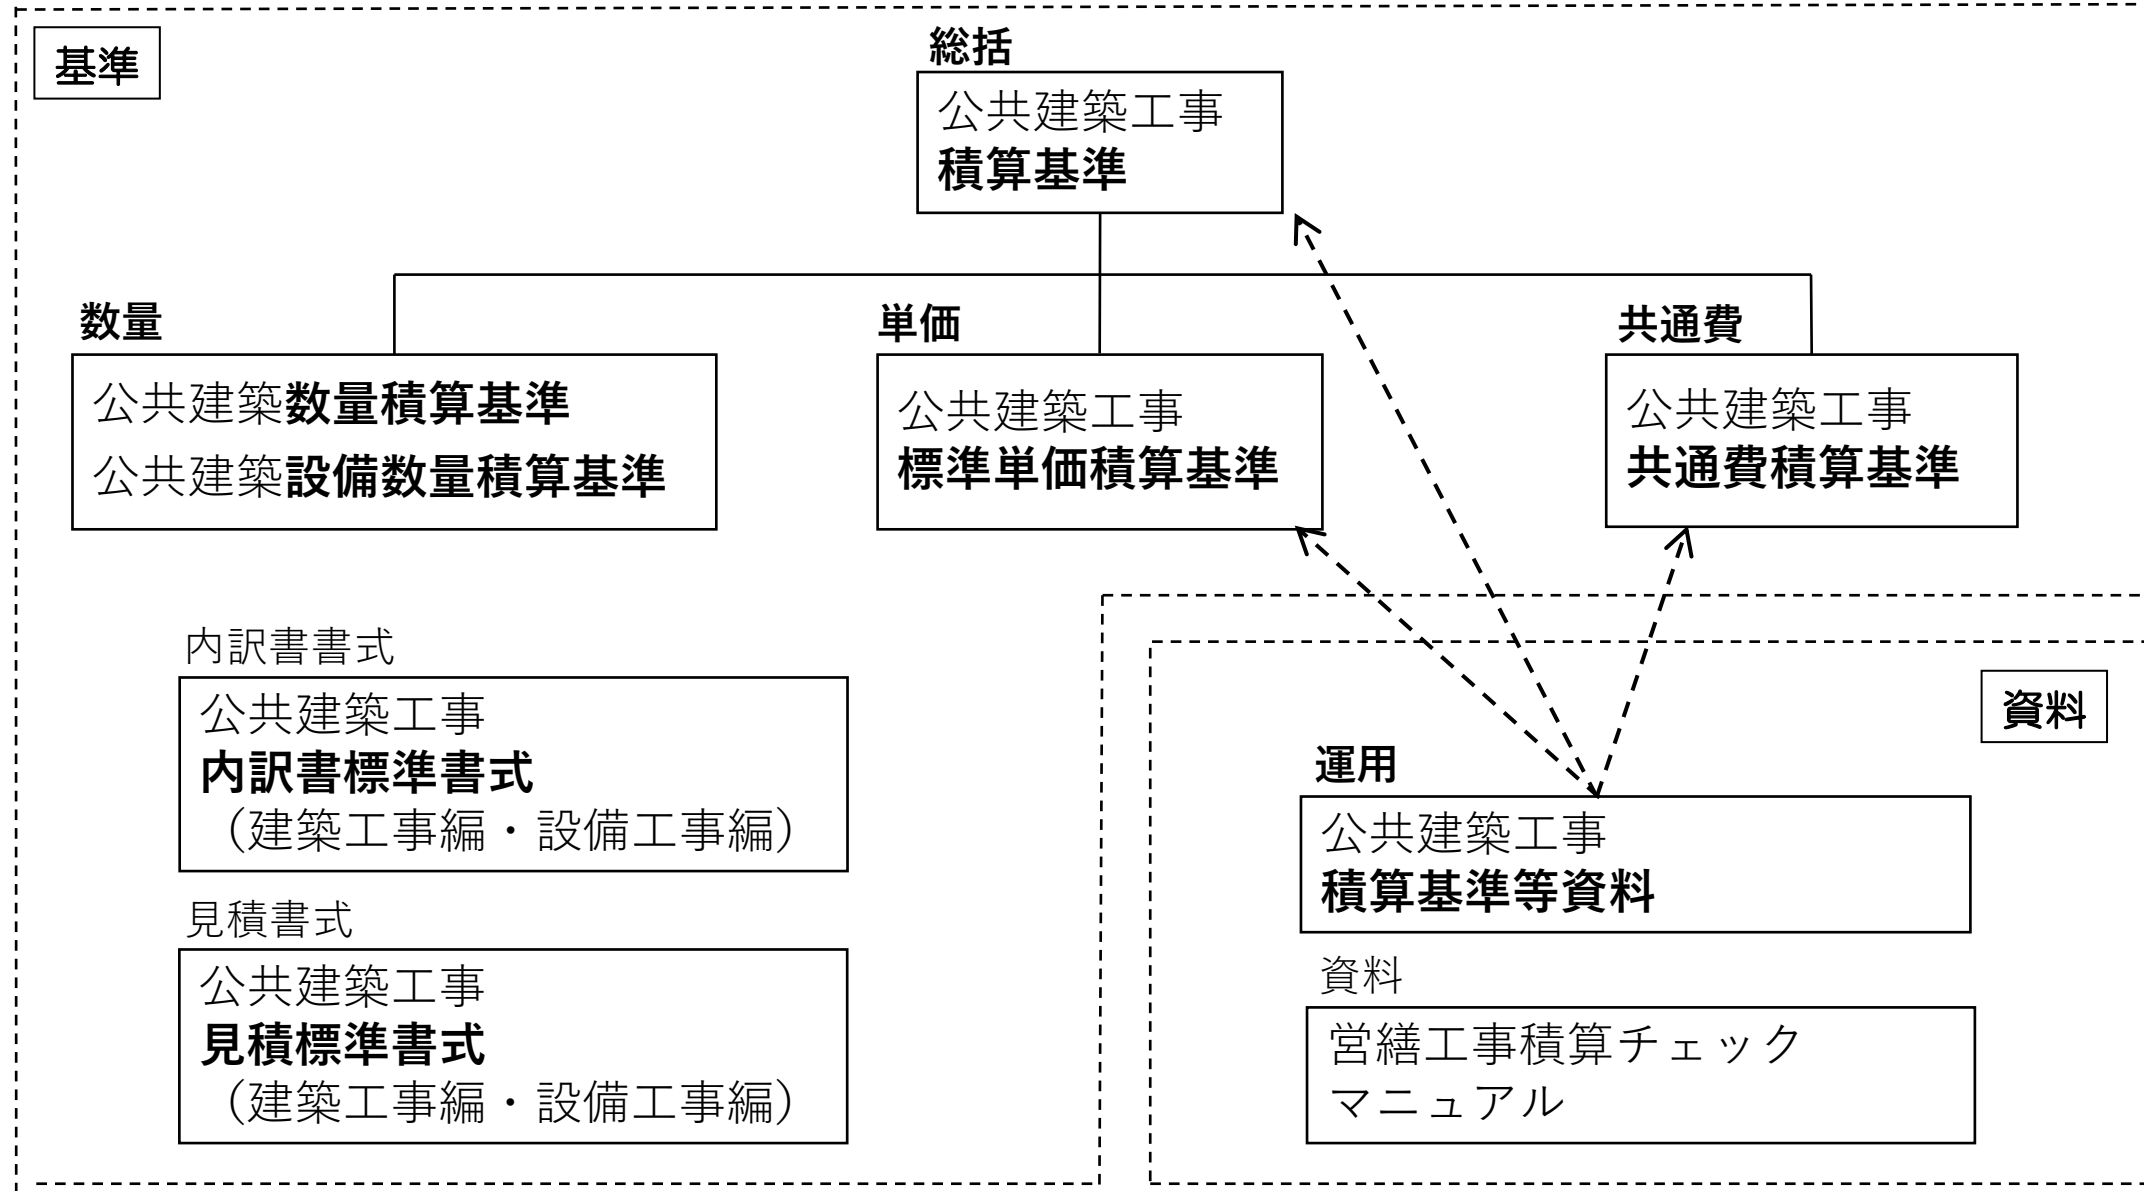 基準
総括
公共建築工事
積算基準
数量
公共建築数量積算基準
公共建築設備数量積算基準
単価
公共建築工事
標準単価積算基準
共通費
公共建築工事
共通費積算基準
内訳書書式
公共建築工事
内訳書標準書式
（建築工事編・設備工事編）
見積書式
公共建築工事
見積標準書式
（建築工事編・設備工事編）
資料
運用
公共建築工事
積算基準等資料
資料
営繕工事積算チェック
マニュアル